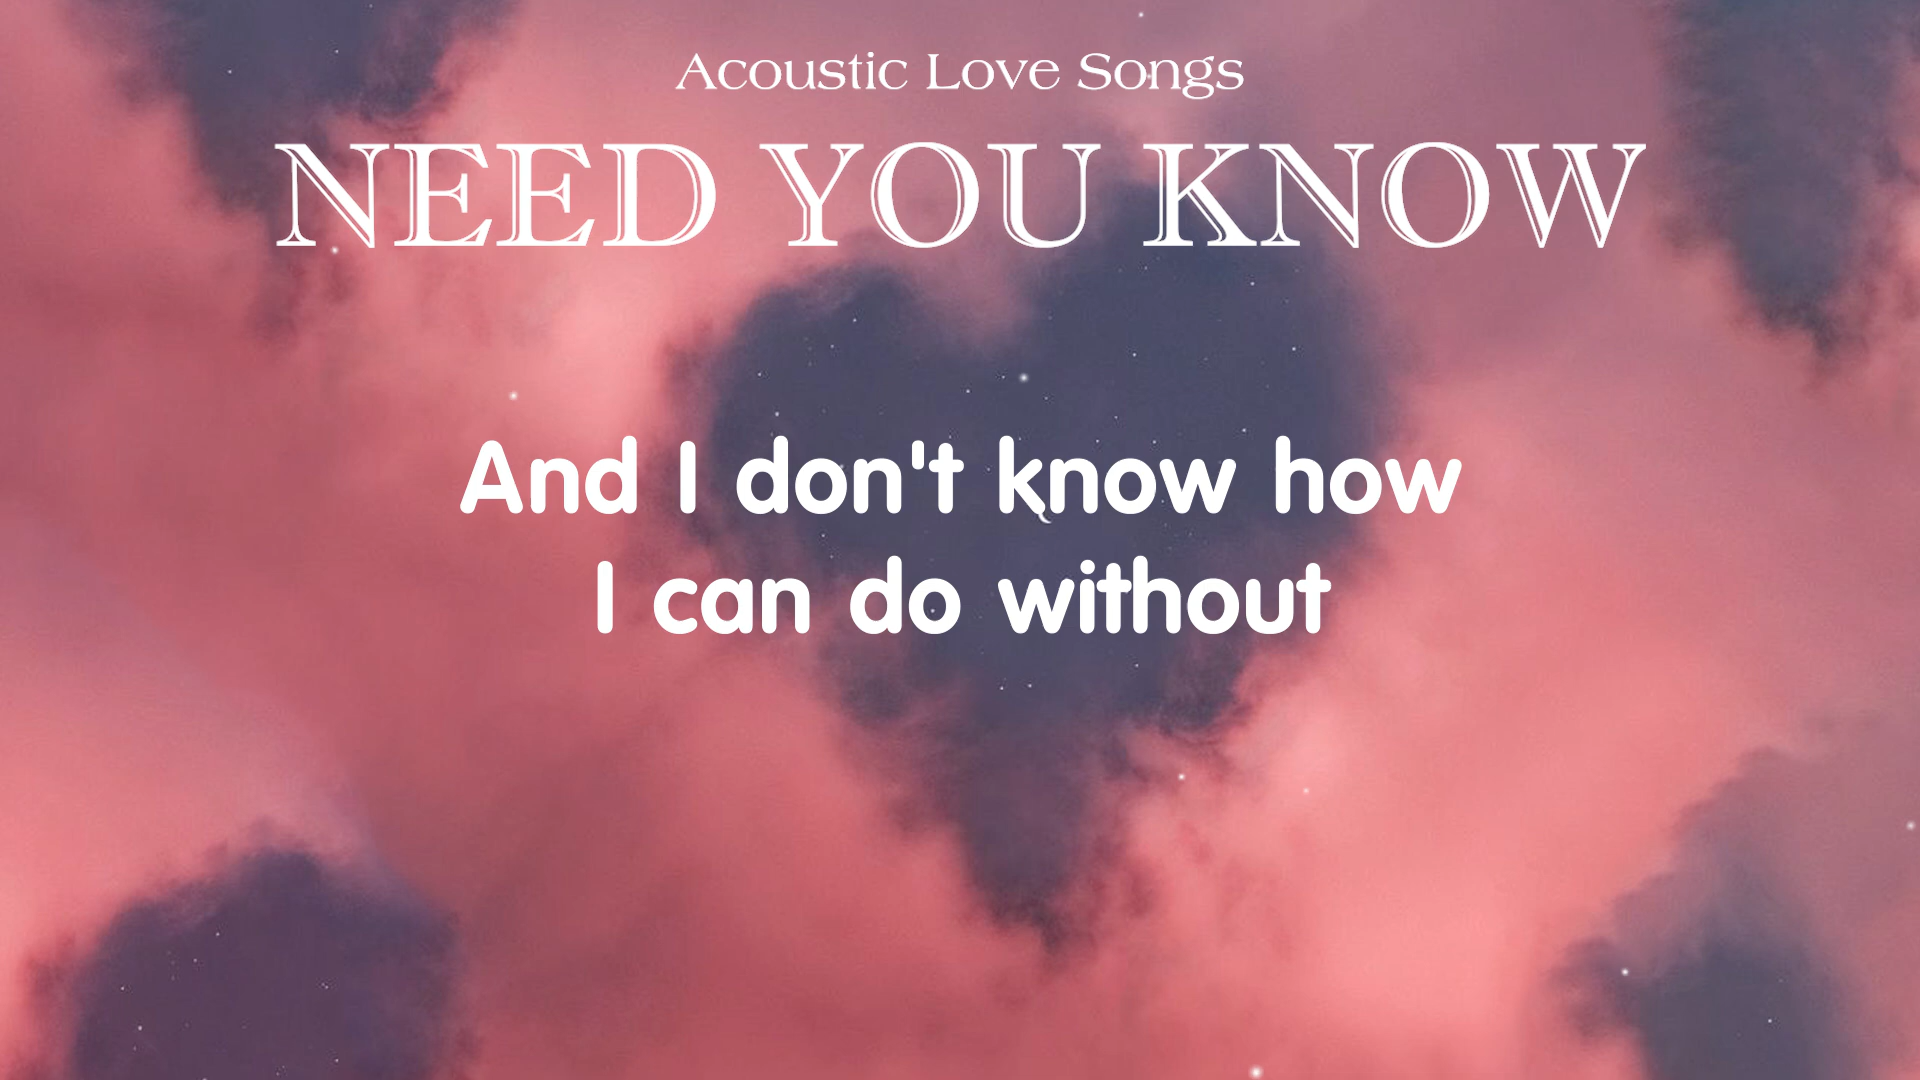 Acoustic Love Songs
NEED YOU KNOW
And I don't know how
I can do without